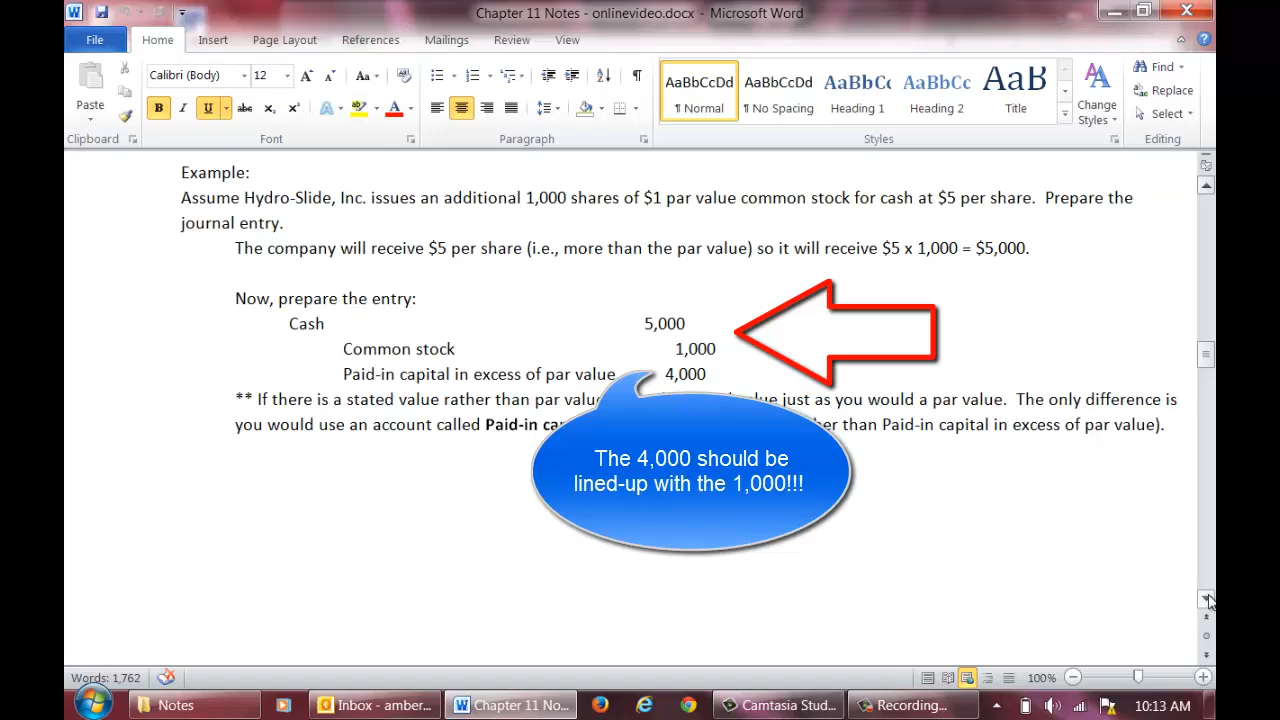 Chapter 11 Notes - onlinevideo.docx - Microsoft Word
File Home Insert Page Layout References Mailings Review View
Calibri (Body) 12 Aa
Paste
B I U abc x₂ x² A A
AaBbCcDd AaBbCcDd AaBbCc AaBbCc AaB
¶ Normal ¶ No Spacing Heading 1 Heading 2 Title
Change Styles
Find
Replace
Select
Clipboard Font Paragraph Styles Editing
Example:
Assume Hydro-Slide, Inc. issues an additional 1,000 shares of $1 par value common stock for cash at $5 per share. Prepare the
journal entry.
The company will receive $5 per share (i.e., more than the par value) so it will receive $5 x 1,000 = $5,000.
Now, prepare the entry:
Cash 5,000
Common stock 1,000
Paid-in capital in excess of par value 4,000
** If there is a stated value rather than par valu just as you would a par value. The only difference is
you would use an account called Paid-in ca her than Paid-in capital in excess of par value).
The 4,000 should be
lined-up with the 1,000!!!
Words: 1,762 100%
Notes Inbox - amber... Chapter 11 No... Camtasia Stud... Recording... 10:13 AM